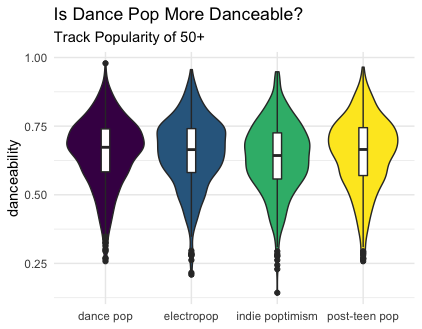 Is Dance Pop More Danceable?
Track Popularity of 50+
1.00
0.75
0.50
0.25
danceability
dance pop electropop indie poptimism post-teen pop